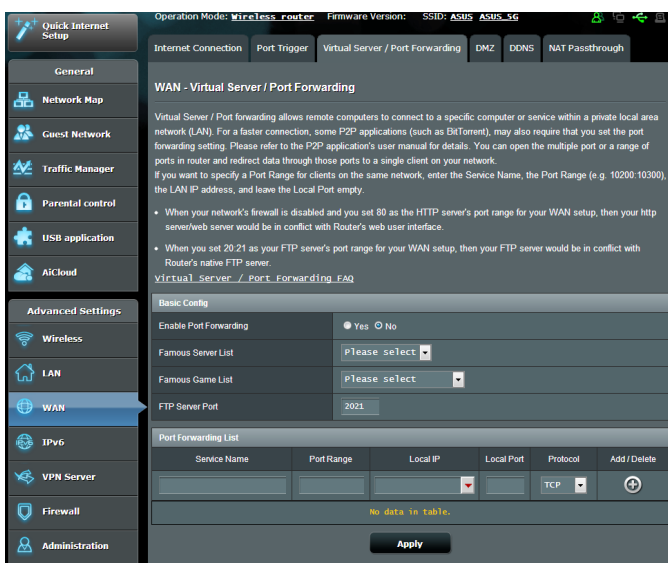 Quick Internet
Setup
Operation Mode: Wireless router Firmware Version: SSID: ASUS ASUS_5G
Internet Connection Port Trigger Virtual Server / Port Forwarding DMZ DDNS NAT Passthrough
General
Network Map
Guest Network
Traffic Manager
Parental control
USB application
AiCloud
Advanced Settings
Wireless
LAN
WAN
IPv6
VPN Server
Firewall
Administration
WAN - Virtual Server / Port Forwarding
Virtual Server / Port forwarding allows remote computers to connect to a specific computer or service within a private local area
network (LAN). For a faster connection, some P2P applications (such as BitTorrent), may also require that you set the port
forwarding setting. Please refer to the P2P application's user manual for details. You can open the multiple port or a range of
ports in router and redirect data through those ports to a single client on your network.
If you want to specify a Port Range for clients on the same network, enter the Service Name, the Port Range (e.g. 10200:10300),
the LAN IP address, and leave the Local Port empty.
• When your network's firewall is disabled and you set 80 as the HTTP server's port range for your WAN setup, then your http
server/web server would be in conflict with Router's web user interface.
• When you set 20:21 as your FTP server's port range for your WAN setup, then your FTP server would be in conflict with
Router's native FTP server.
Virtual Server / Port Forwarding FAQ
Basic Config
Enable Port Forwarding Yes No
Famous Server List Please select
Famous Game List Please select
FTP Server Port 2021
Port Forwarding List
Service Name Port Range Local IP Local Port Protocol Add / Delete
TCP
No data in table.
Apply